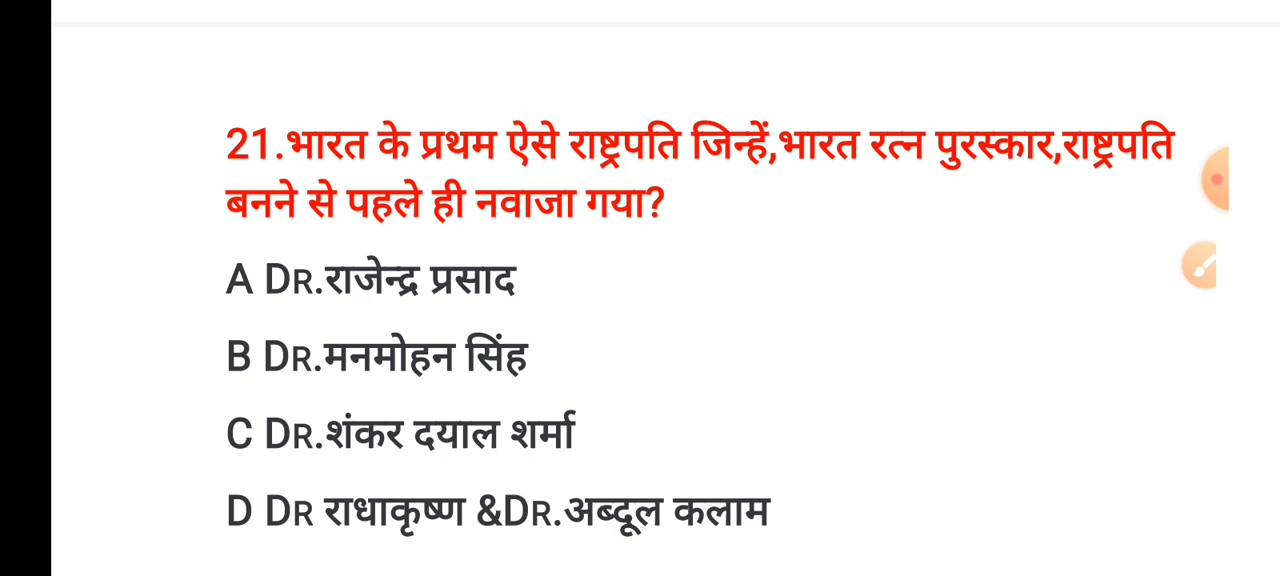 21.भारत के प्रथम ऐसे राष्ट्रपति जिन्हें,भारत रत्न पुरस्कार,राष्ट्रपति
बनने से पहले ही नवाजा गया?
A DR.राजेन्द्र प्रसाद
B DR.मनमोहन सिंह
C DR.शंकर दयाल शर्मा
D DR राधाकृष्ण &DR.अब्दूल कलाम